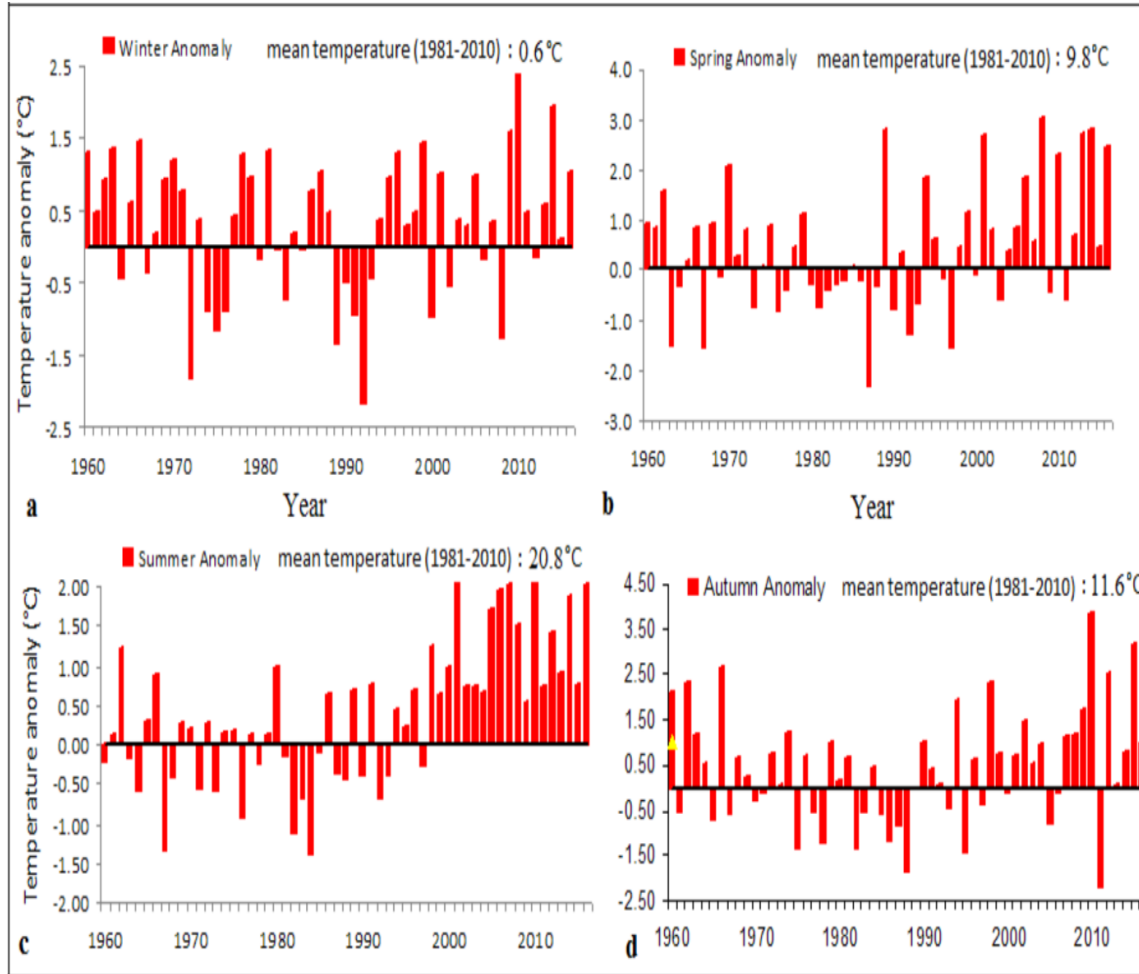 Winter Anomaly mean temperature (1981-2010) : 0.6°C
Temperature anomaly (°C)
2.5
1.5
0.5
-0.5
-1.5
-2.5
1960 1970 1980 1990 2000 2010
a Year
Spring Anomaly mean temperature (1981-2010) : 9.8°C
4.0
3.0
2.0
1.0
0.0
-1.0
-2.0
-3.0
1960 1970 1980 1990 2000 2010
b Year
Summer Anomaly mean temperature (1981-2010) : 20.8°C
Temperature anomaly (°C)
2.00
1.50
1.00
0.50
0.00
-0.50
-1.00
-1.50
-2.00
1960 1970 1980 1990 2000 2010
c
Autumn Anomaly mean temperature (1981-2010) : 11.6°C
4.50
3.50
2.50
1.50
0.50
-0.50
-1.50
-2.50
1960 1970 1980 1990 2000 2010
d